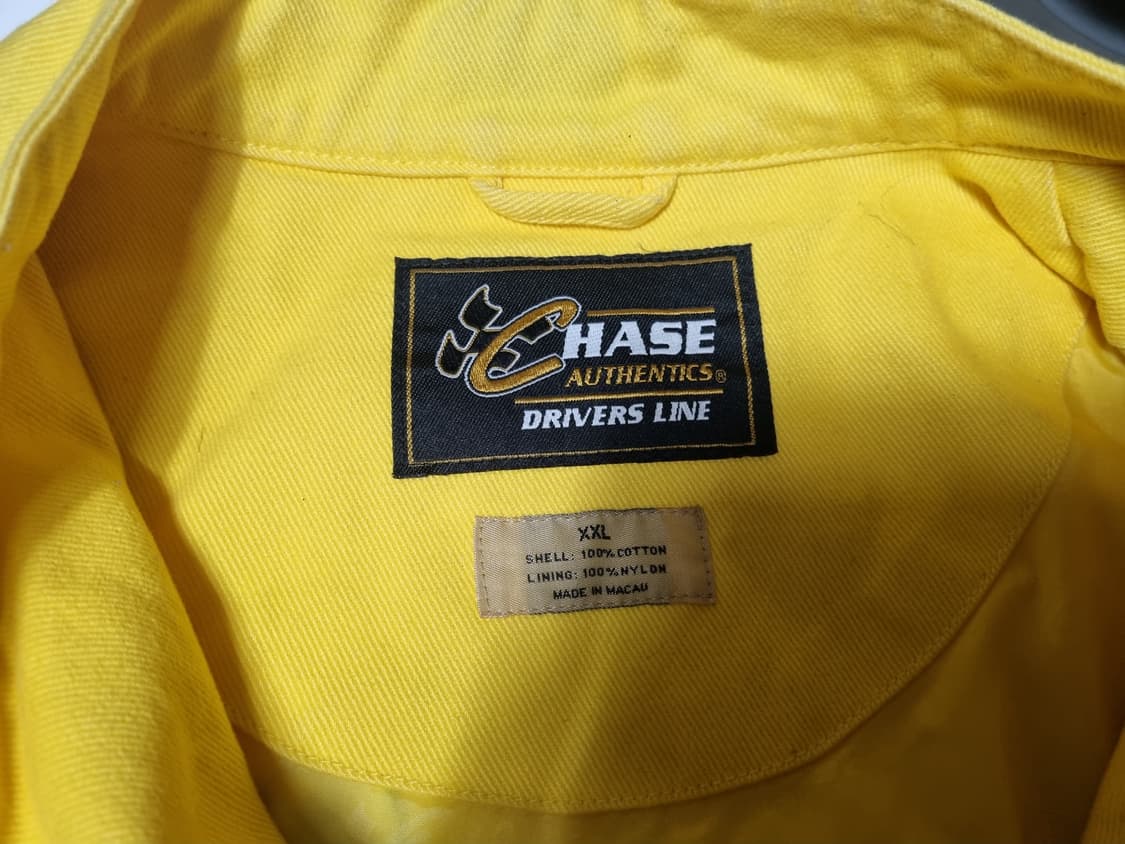 CHASE
AUTHENTICS®
DRIVERS LINE
XXL
SHELL: 100% COTTON
LINING: 100% NYLON
MADE IN MACAU